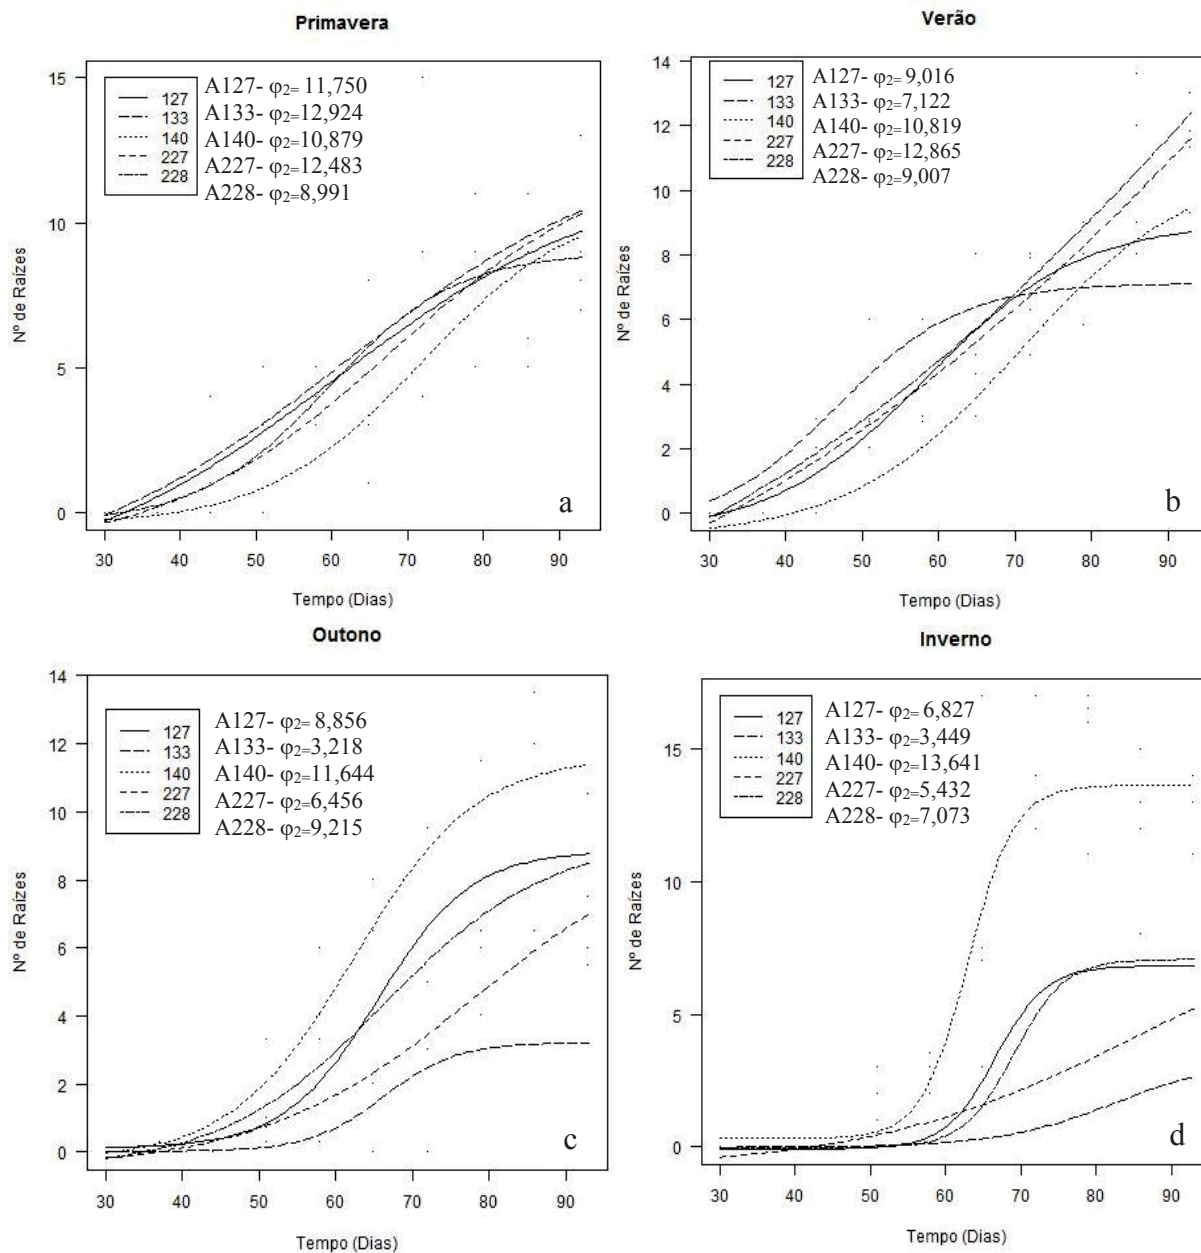 Primavera
15
10
5
0
127
133
140
227
228
A127- φ2= 11,750
A133- φ2=12,924
A140- φ2=10,879
A227- φ2=12,483
A228- φ2=8,991
a
Nº de Raízes
30 40 50 60 70 80 90
Tempo (Dias)
Verão
14
12
10
8
6
4
2
0
127
133
140
227
228
A127- φ2= 9,016
A133- φ2=7,122
A140- φ2=10,819
A227- φ2=12,865
A228- φ2=9,007
b
Nº de Raízes
30 40 50 60 70 80 90
Tempo (Dias)
Outono
14
12
10
8
6
4
2
0
127
133
140
227
228
A127- φ2= 8,856
A133- φ2=3,218
A140- φ2=11,644
A227- φ2=6,456
A228- φ2=9,215
c
Nº de Raízes
30 40 50 60 70 80 90
Tempo (Dias)
Inverno
15
10
5
0
127
133
140
227
228
A127- φ2= 6,827
A133- φ2=3,449
A140- φ2=13,641
A227- φ2=5,432
A228- φ2=7,073
d
Nº de Raízes
30 40 50 60 70 80 90
Tempo (Dias)